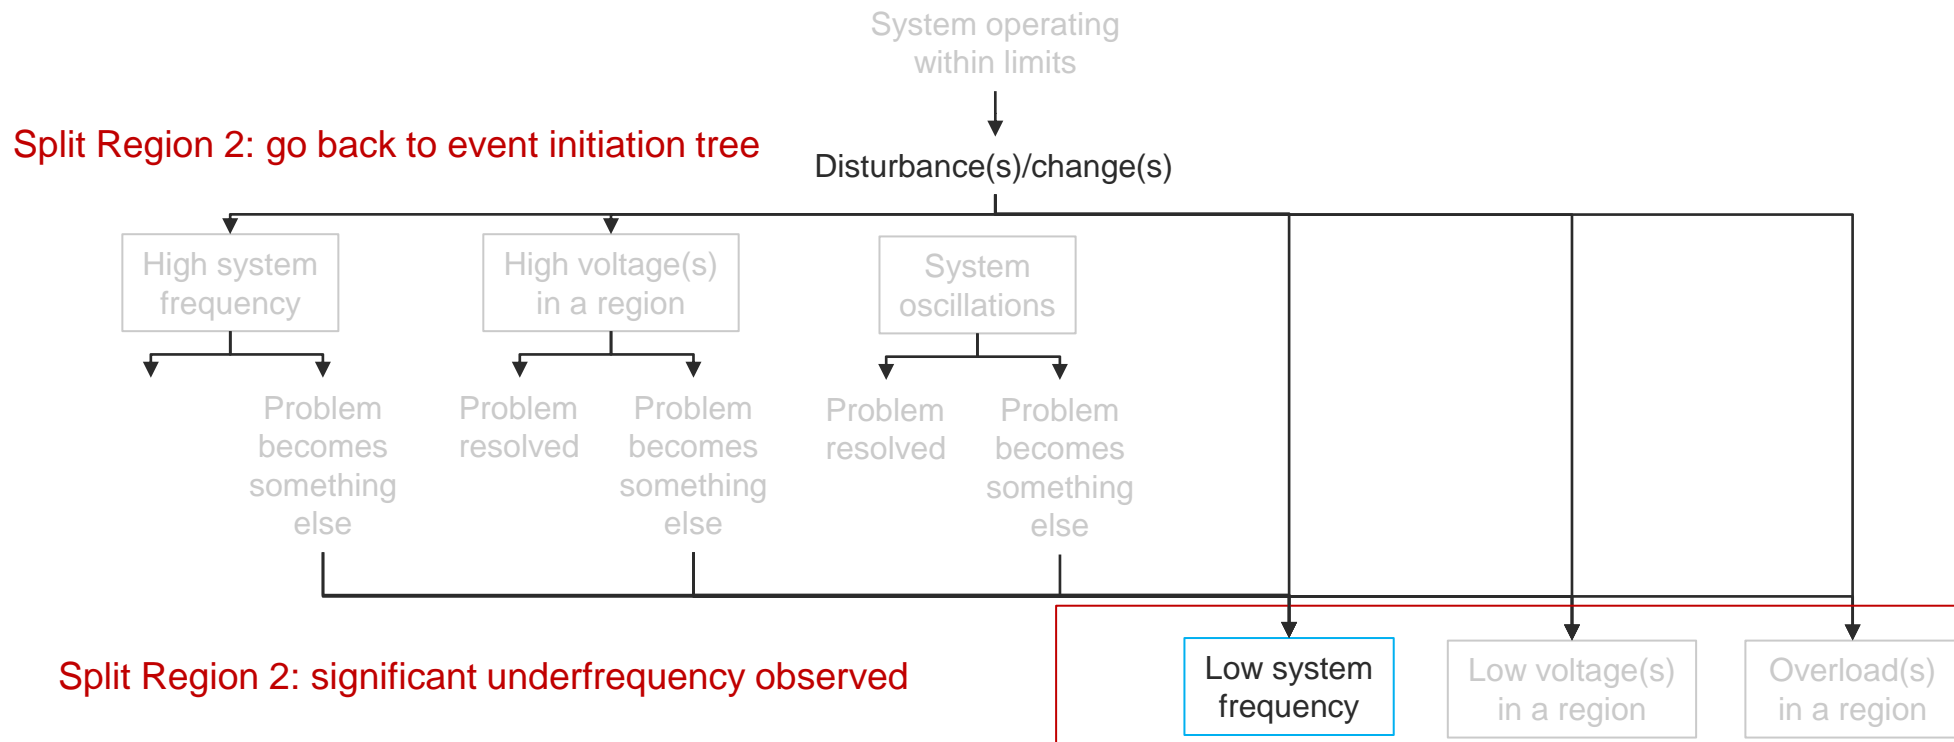 System operating
within limits
Split Region 2: go back to event initiation tree
Disturbance(s)/change(s)
High system
frequency
High voltage(s)
in a region
System
oscillations
Problem
becomes
something
else
Problem
resolved
Problem
becomes
something
else
Problem
resolved
Problem
becomes
something
else
Split Region 2: significant underfrequency observed
Low system
frequency
Low voltage(s)
in a region
Overload(s)
in a region